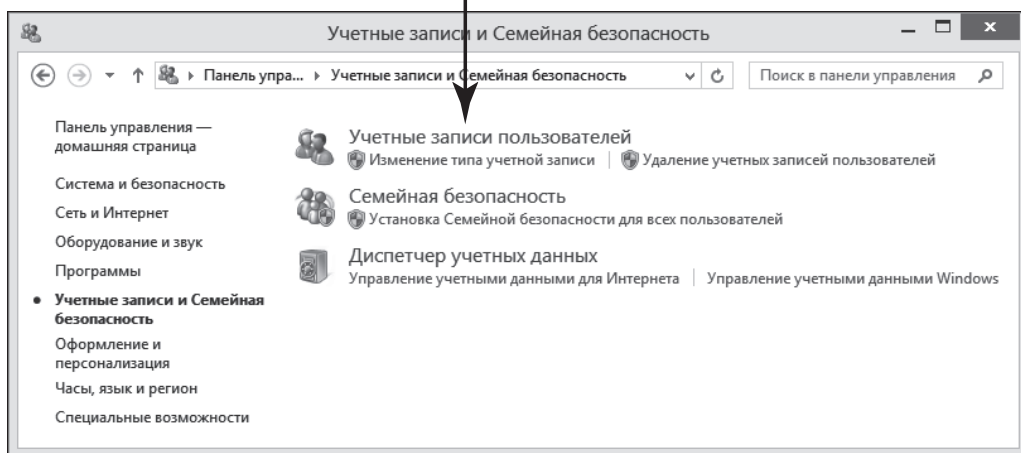 Учетные записи и Семейная безопасность
Панель упра... Учетные записи и Семейная безопасность Поиск в панели управления
Панель управления —
домашняя страница
Система и безопасность
Сеть и Интернет
Оборудование и звук
Программы
Учетные записи и Семейная
безопасность
Оформление и
персонализация
Часы, язык и регион
Специальные возможности
Учетные записи пользователей
Изменение типа учетной записи Удаление учетных записей пользователей
Семейная безопасность
Установка Семейной безопасности для всех пользователей
Диспетчер учетных данных
Управление учетными данными для Интернета Управление учетными данными Windows